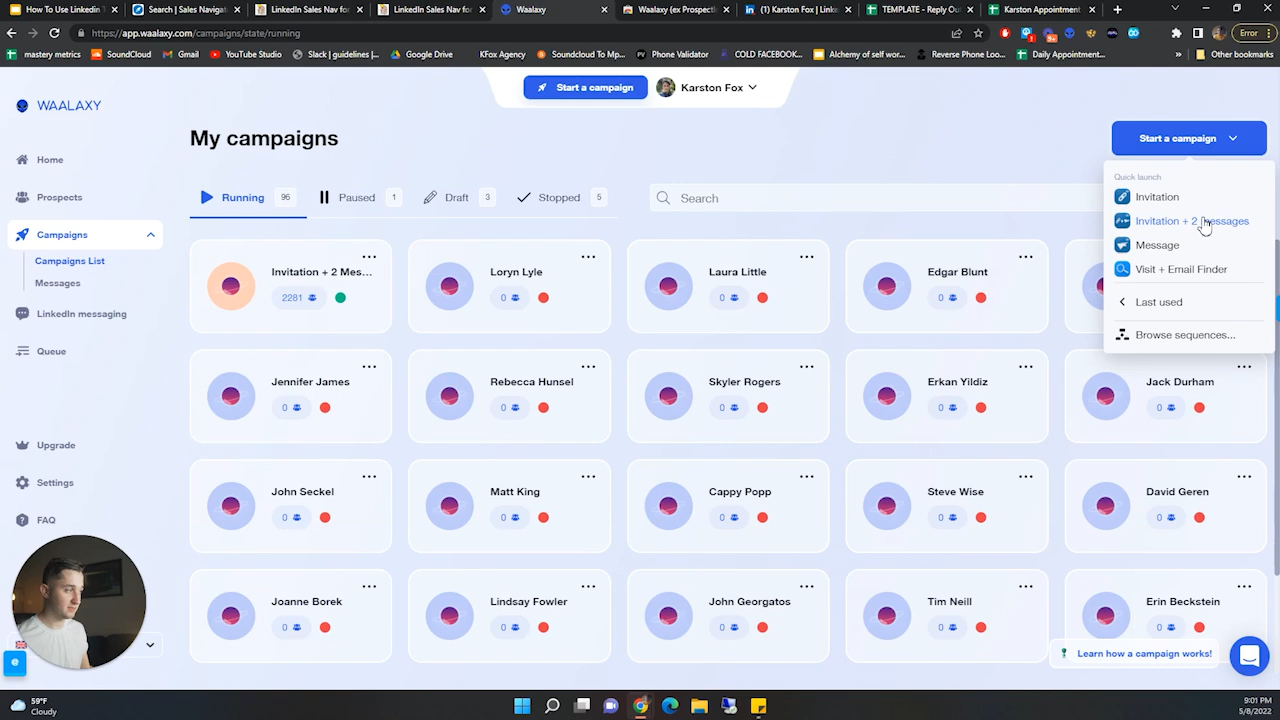 How To Use Linkedin T
Search | Sales Navigat
LinkedIn Sales Nav for
LinkedIn Sales Nav for
Waalaxy
Waalaxy (ex Prospecti
(1) Karston Fox | Linke
TEMPLATE - Reply Cu
Karston Appointment
https://app.waalaxy.com/campaigns/state/running
Error
mastery metrics
SoundCloud
Gmail
YouTube Studio
Slack | g(gdelines |...
Google Drive
KFox Agency
Soundcloud To Mp...
Phone Validator
COLD FACEBOOK...
Alchemy of self wor...
Reverse Phone Loo...
Daily Appointment...
Other bookmarks
WAALAXY
Start a campaign
Karston Fox
Home
Prospects
Campaigns
Campaigns List
Messages
LinkedIn messaging
Queue
Upgrade
Settings
FAQ
My campaigns
Start a campaign
Running 96
Paused 1
Draft 3
Stopped 5
Search
Quick launch
Invitation
Invitation + 2 messages
Message
Visit + Email Finder
Last used
Browse sequences...
Invitation + 2 Mes...
2281
Loryn Lyle
0
Laura Little
0
Edgar Blunt
0
Jennifer James
0
Rebecca Hunsel
0
Skyler Rogers
0
Erkan Yildiz
0
Jack Durham
0
John Seckel
0
Matt King
0
Cappy Popp
0
Steve Wise
0
David Geren
0
Joanne Borek
0
Lindsay Fowler
0
John Georgatos
0
Tim Neill
0
Erin Beckstein
0
Learn how a campaign works!
59°F
Cloudy
9:01 PM
5/8/2022